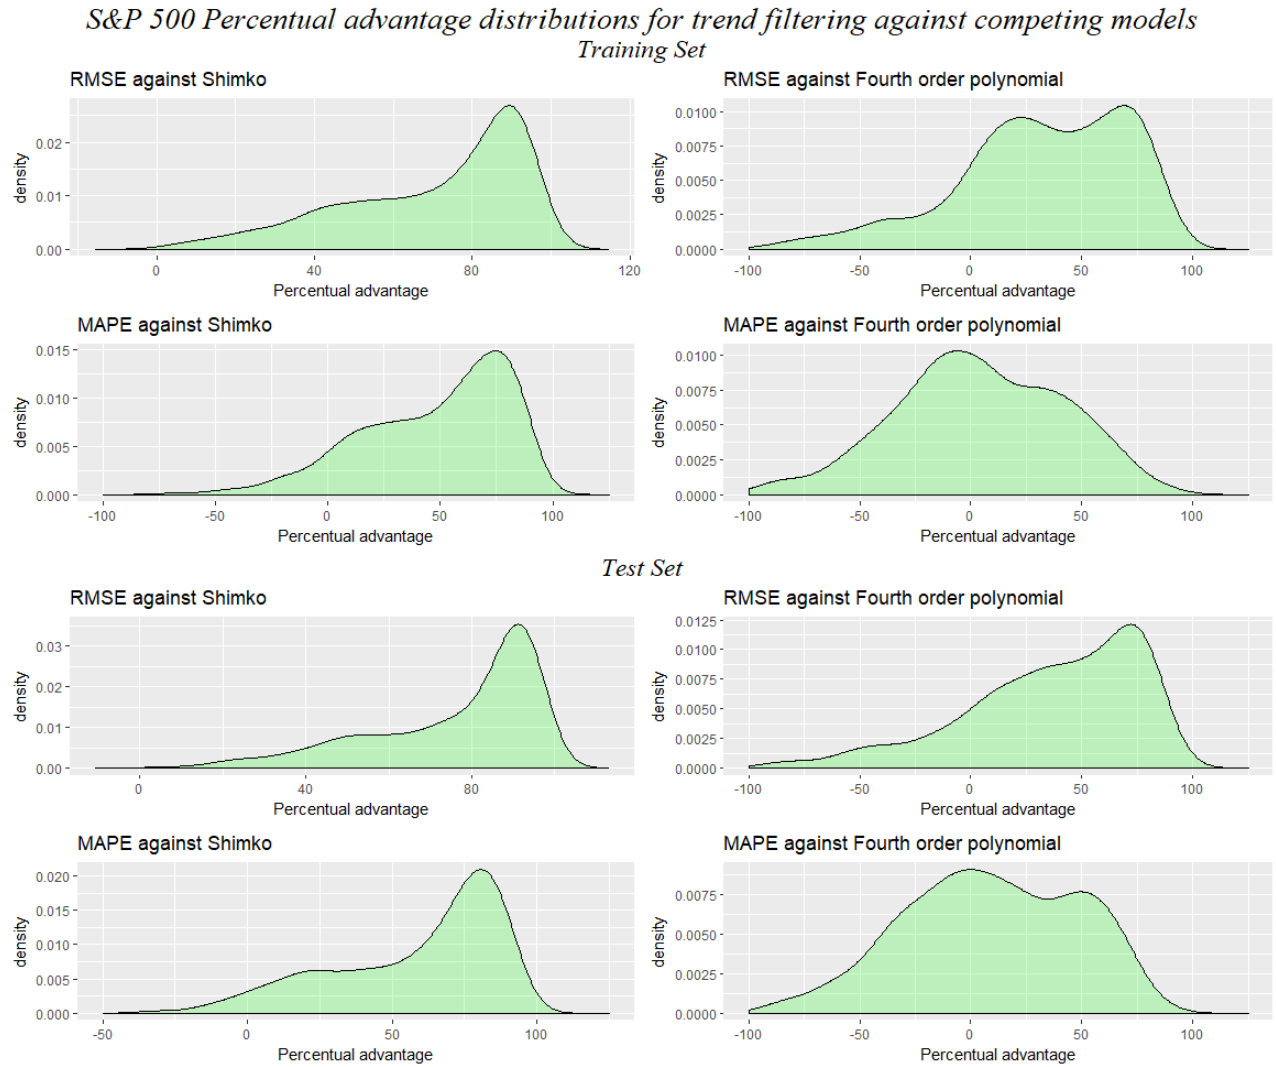 S&P 500 Percentual advantage distributions for trend filtering against competing models
Training Set
RMSE against Shimko
0.02
0.01
0.00
density
0
40
80
120
Percentual advantage
RMSE against Fourth order polynomial
0.0100
0.0075
0.0050
0.0025
0.0000
density
-100
-50
0
50
100
Percentual advantage
MAPE against Shimko
0.015
0.010
0.005
0.000
density
-100
-50
0
50
100
Percentual advantage
MAPE against Fourth order polynomial
0.0100
0.0075
0.0050
0.0025
0.0000
density
-100
-50
0
50
100
Percentual advantage
Test Set
RMSE against Shimko
0.03
0.02
0.01
0.00
density
0
40
80
Percentual advantage
RMSE against Fourth order polynomial
0.0125
0.0100
0.0075
0.0050
0.0025
0.0000
density
-100
-50
0
50
100
Percentual advantage
MAPE against Shimko
0.020
0.015
0.010
0.005
0.000
density
-50
0
50
100
Percentual advantage
MAPE against Fourth order polynomial
0.0075
0.0050
0.0025
0.0000
density
-100
-50
0
50
100
Percentual advantage